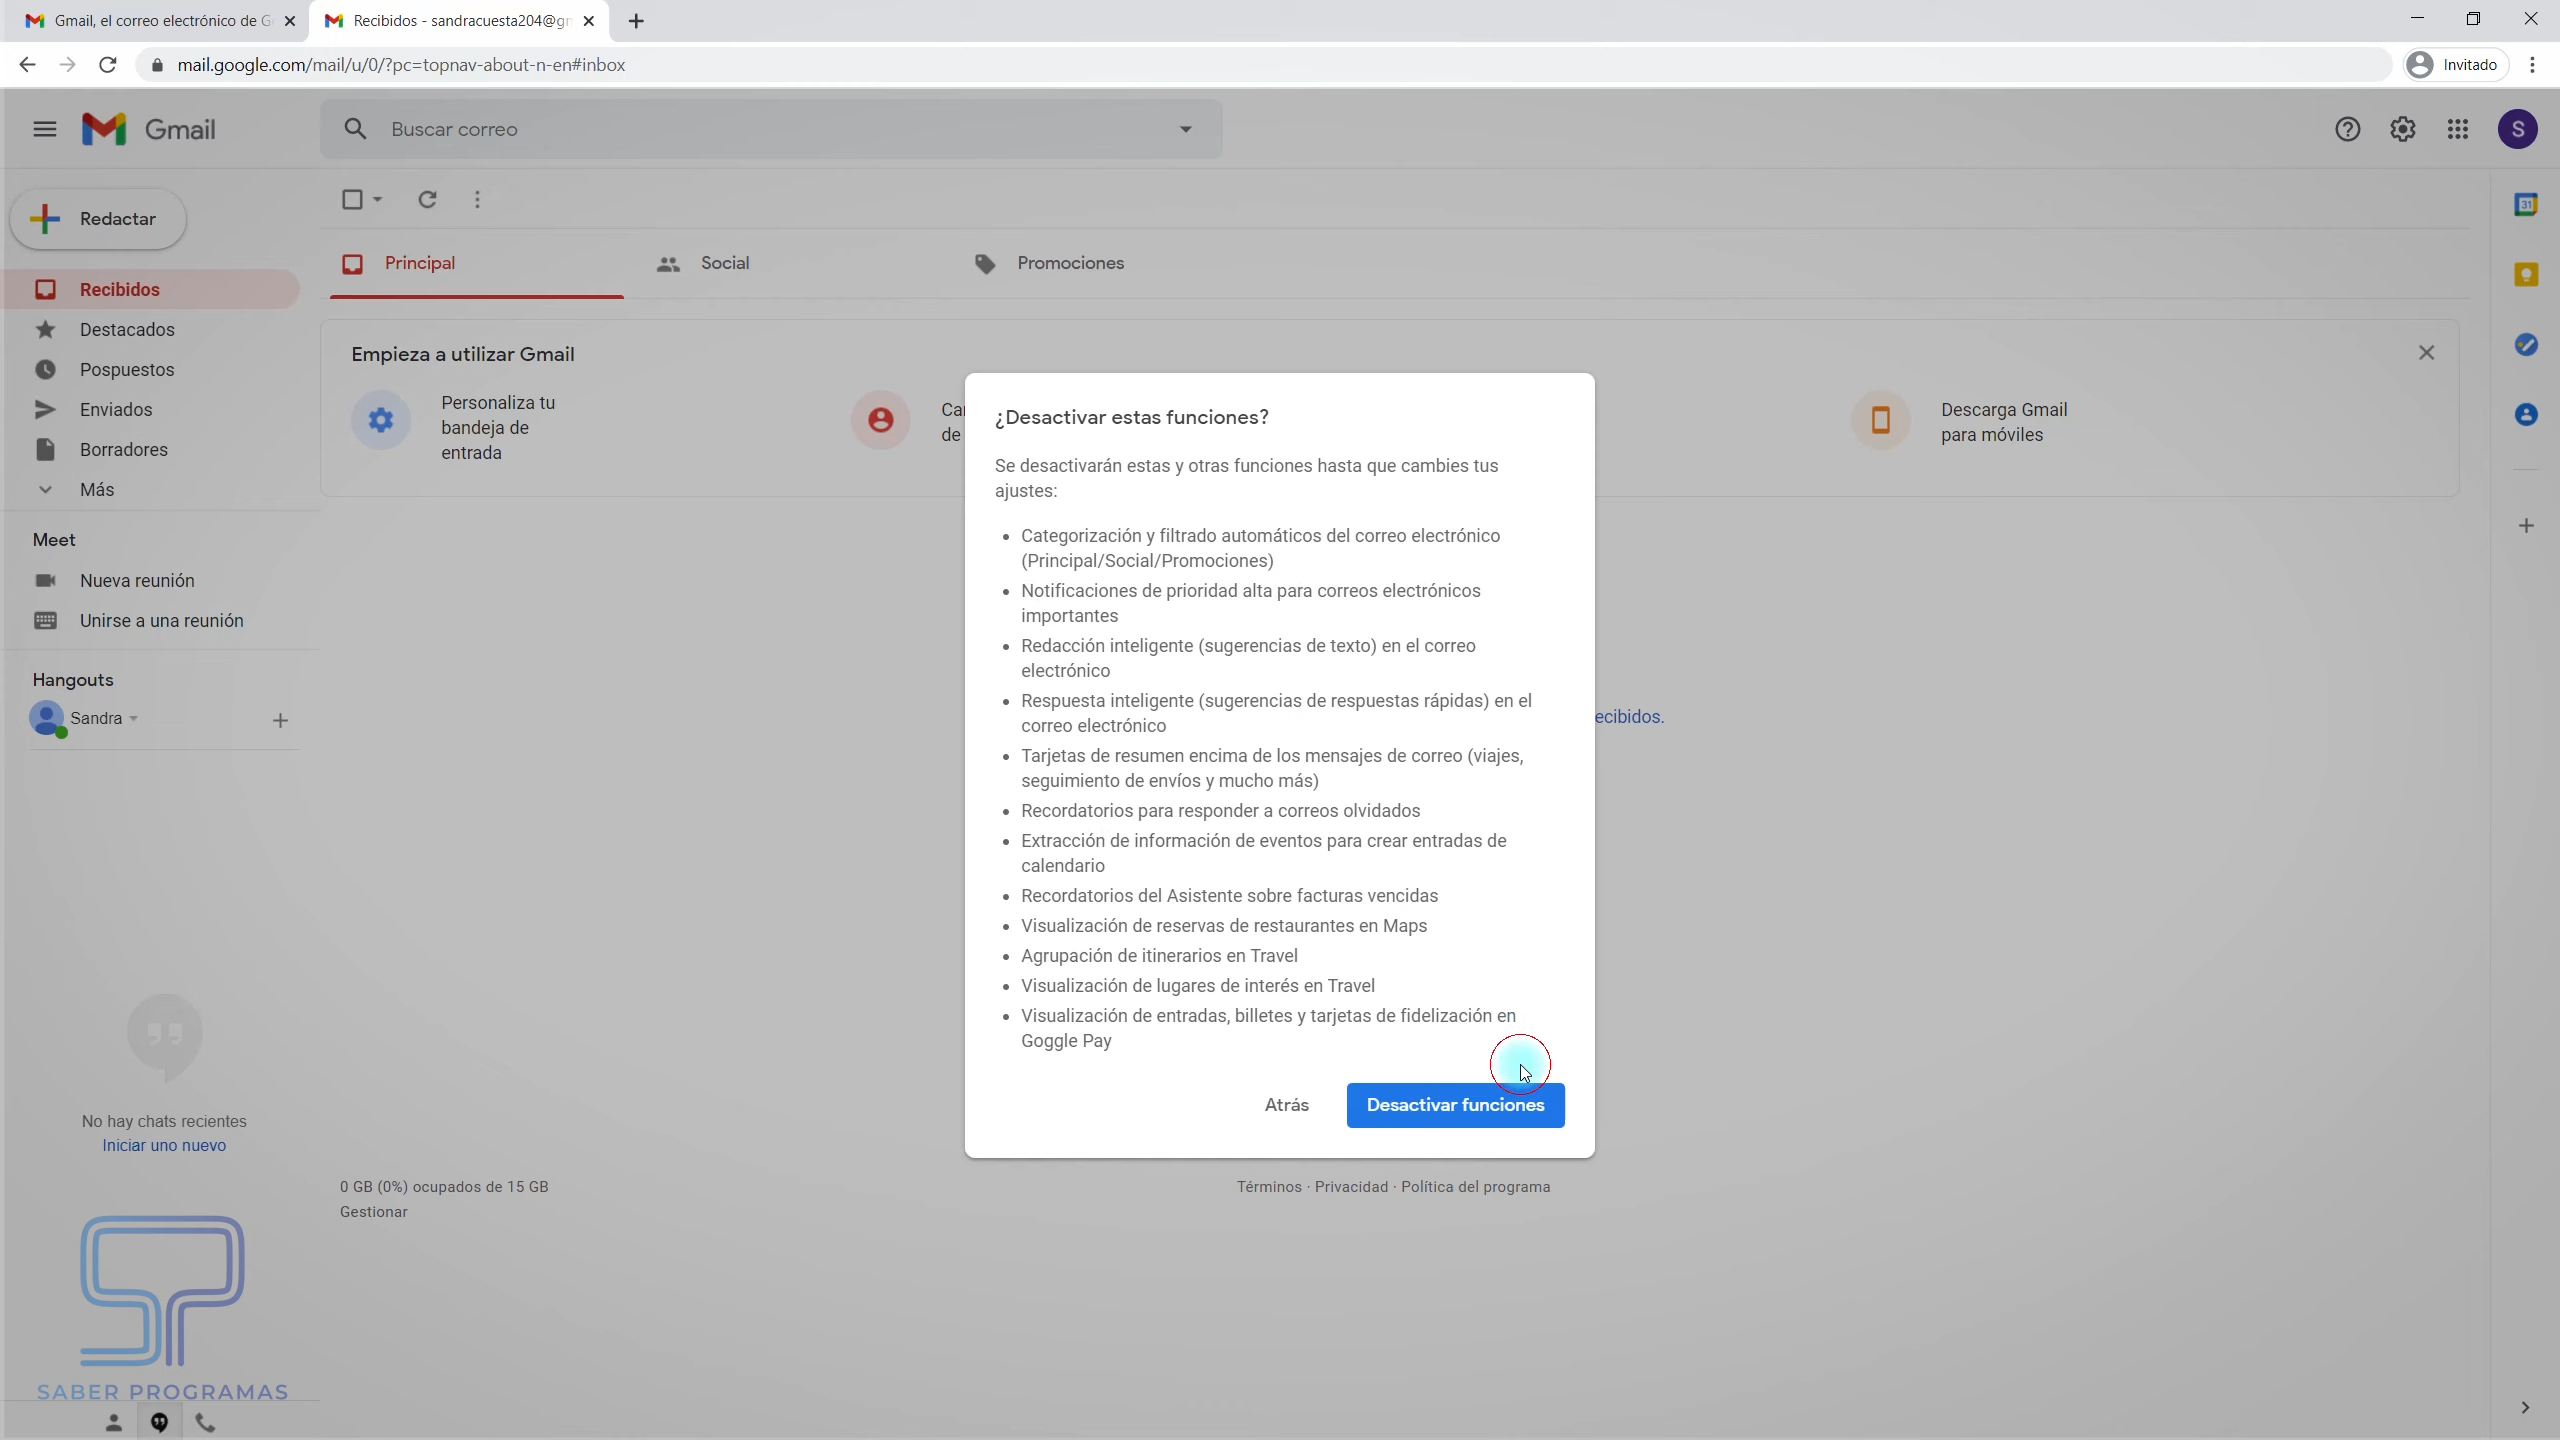 Gmail, el correo electrónico de G
Recibidos - sandracuesta204@gm
mail.google.com/mail/u/0/?pc=topnav-about-n-en#inbox
Invitado
Gmail
Buscar correo
S
Redactar
31
Principal
Social
Promociones
Recibidos
Destacados
Pospuestos
Enviados
Borradores
Más
Empieza a utilizar Gmail
Personaliza tu
bandeja de
entrada
Ca
de
Descarga Gmail
para móviles
¿Desactivar estas funciones?
Se desactivarán estas y otras funciones hasta que cambies tus
ajustes:
• Categorización y filtrado automáticos del correo electrónico
(Principal/Social/Promociones)
• Notificaciones de prioridad alta para correos electrónicos
importantes
• Redacción inteligente (sugerencias de texto) en el correo
electrónico
• Respuesta inteligente (sugerencias de respuestas rápidas) en el
correo electrónico
• Tarjetas de resumen encima de los mensajes de correo (viajes,
seguimiento de envíos y mucho más)
• Recordatorios para responder a correos olvidados
• Extracción de información de eventos para crear entradas de
calendario
• Recordatorios del Asistente sobre facturas vencidas
• Visualización de reservas de restaurantes en Maps
• Agrupación de itinerarios en Travel
• Visualización de lugares de interés en Travel
• Visualización de entradas, billetes y tarjetas de fidelización en
Goggle Pay
Atrás
Desactivar funciones
ecibidos.
Meet
Nueva reunión
Unirse a una reunión
Hangouts
Sandra
No hay chats recientes
Iniciar uno nuevo
0 GB (0%) ocupados de 15 GB
Gestionar
Términos · Privacidad · Política del programa
SABER PROGRAMAS